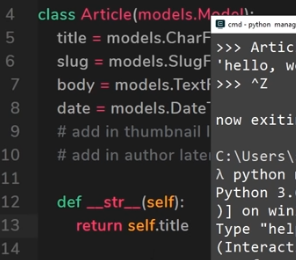 4 class Article(models.Model):
5 title = models.CharF
6 slug = models.SlugF
7 body = models.TextF
8 date = models.DateT
9 # add in thumbnail l
10 # add in author later
11
12 def __str__(self):
13 return self.title
14
cmd - python manag
>>> Artic
'hello, w
>>> ^Z
now exiti
C:\Users\
λ python m
Python 3.
)] on win
Type "hel
(Interact